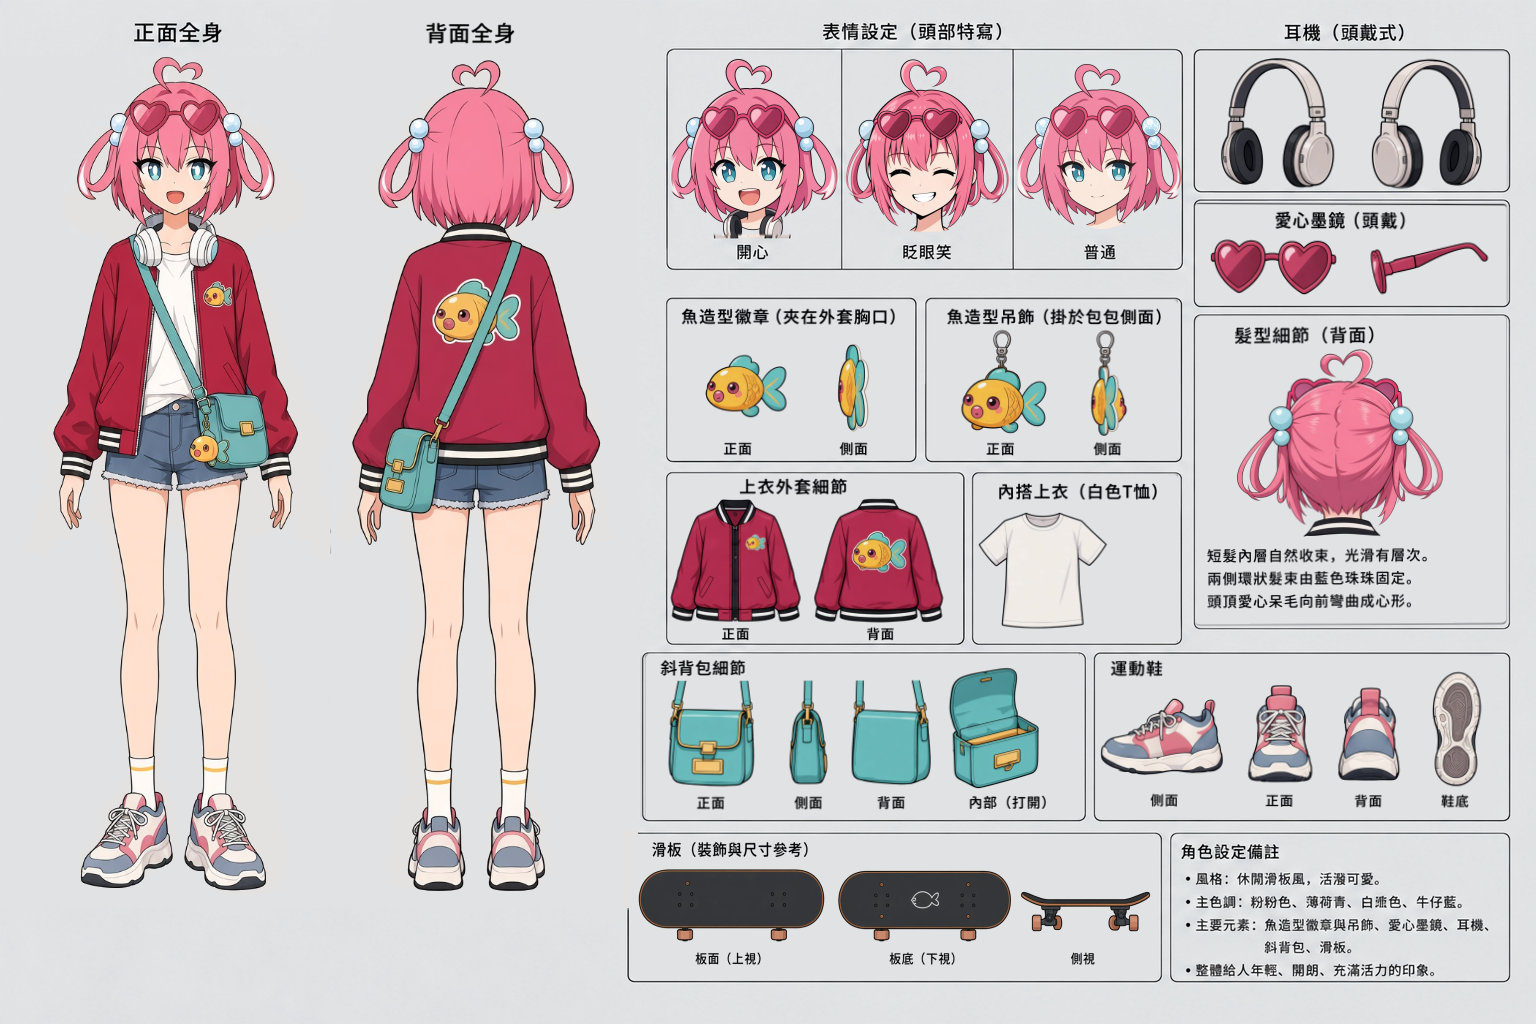 正面全身
背面全身
表情設定（頭部特寫）
開心
眨眼笑
普通
耳機（頭戴式）
愛心墨鏡（頭戴）
魚造型徽章（夾在外套胸口）
正面
側面
魚造型吊飾（掛於包包側面）
正面
側面
髮型細節（背面）
短髮內層自然收束，光滑有層次。
兩側環狀髮束由藍色珠珠固定。
頭頂愛心呆毛向前彎曲成心形。
上衣外套細節
正面
背面
內搭上衣（白色T恤）
斜背包細節
正面
側面
背面
內部（打開）
運動鞋
側面
正面
背面
鞋底
滑板（裝飾與尺寸參考）
板面（上視）
板底（下視）
側視
角色設定備註
• 風格：休閒滑板風，活潑可愛。
• 主色調：粉粉色、薄荷青、白色、牛仔藍。
• 主要元素：魚造型徽章與吊飾、愛心墨鏡、耳機、
斜背包、滑板。
• 整體給人年輕、開朗、充滿活力的印象。